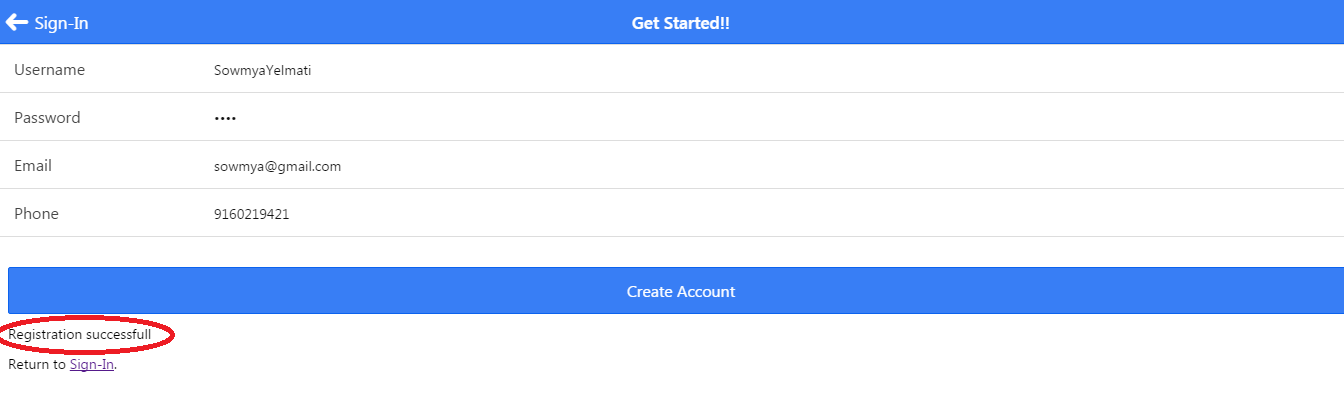 Sign-In Get Started!!
Username SowmyaYelmati
Password ••••
Email sowmya@gmail.com
Phone 9160219421
Create Account
Registration successfull
Return to Sign-In.